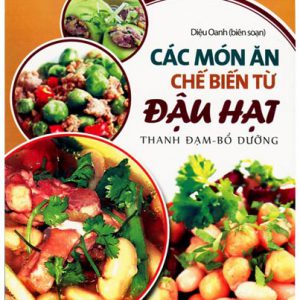 Diệu Oanh (biên soạn)
CÁC MÓN ĂN
CHẾ BIẾN TỪ
ĐẬU HẠT
THANH ĐẠM-BỔ DƯỠNG